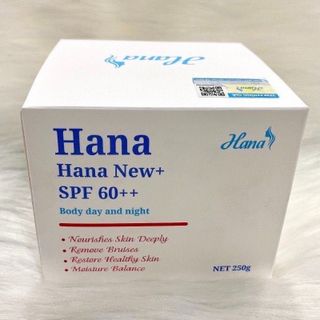 Hana
Hana
Hana New+
SPF 60++
Body day and night
Hana
• Nourishes Skin Deeply
• Remove Bruises
• Restore Healthy Skin
• Moisture Balance
NET 250g